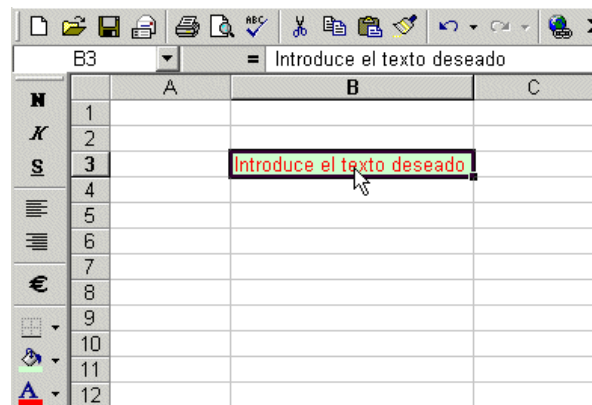 ABC
B3 = Introduce el texto deseado
A B C
N
1
K
2
S
3 Introduce el texto deseado
4
5
6
7
€
8
9
10
11
A
12